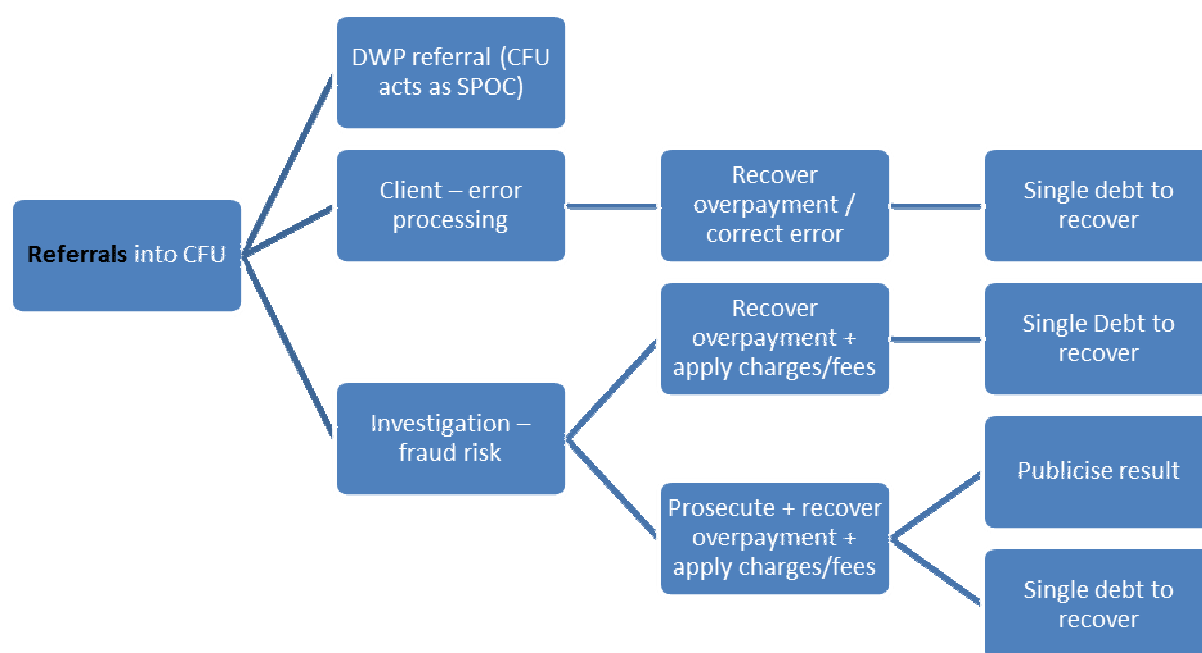 DWP referral (CFU
acts as SPOC)
Client – error
processing
Recover
overpayment /
correct error
Single debt to
recover
Referrals into CFU
Recover
overpayment +
apply charges/fees
Single Debt to
recover
Investigation –
fraud risk
Publicise result
Prosecute + recover
overpayment +
apply charges/fees
Single debt to
recover